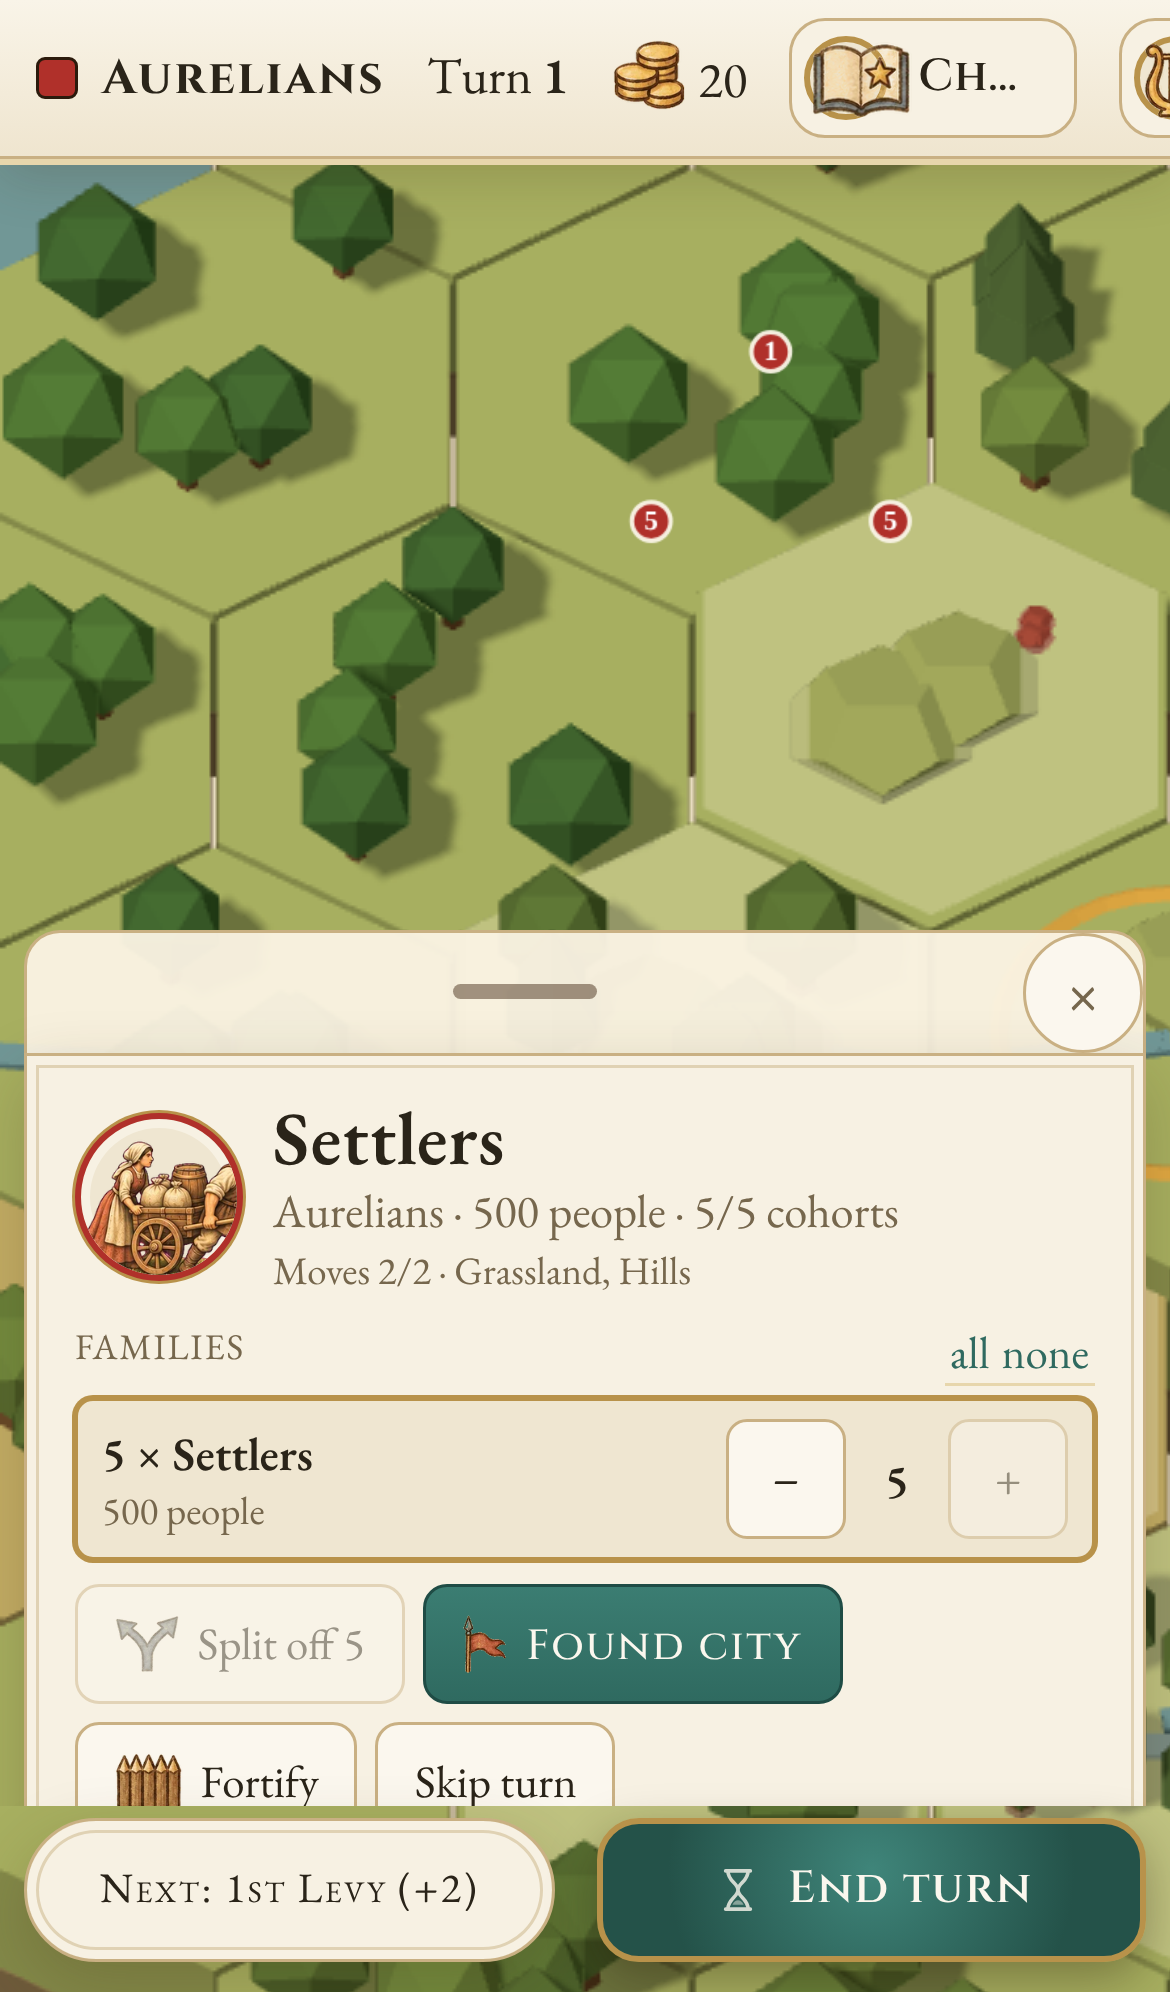 AURELIANS Turn 1 20 CH...
1
5 5
×
Settlers
Aurelians · 500 people · 5/5 cohorts
Moves 2/2 · Grassland, Hills
FAMILIES all none
5 × Settlers
500 people
− 5 +
Split off 5 FOUND CITY
Fortify Skip turn
NEXT: 1ST LEVY (+2) END TURN